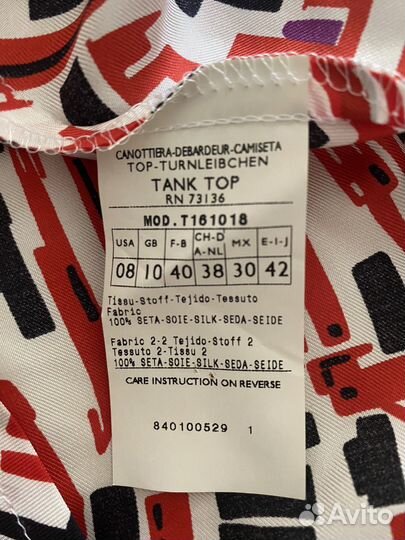 CANOTTIERA-DEBARDEUR-CAMISETA
TOP-TURNLEIBCHEN
TANK TOP
RN 73136
MOD.T161018
USA GB F-B CH-D A-NL MX E-I-J
08 10 40 38 30 42
Tissu-Stoff-Tejido-Tessuto
Fabric
100% SETA-SOIE-SILK-SEDA-SEIDE
Fabric 2-2 Tejido-Stoff 2
Tessuto 2-Tissu 2
100% SETA-SOIE-SILK-SEDA-SEIDE
CARE INSTRUCTION ON REVERSE
840100529 1
Avito